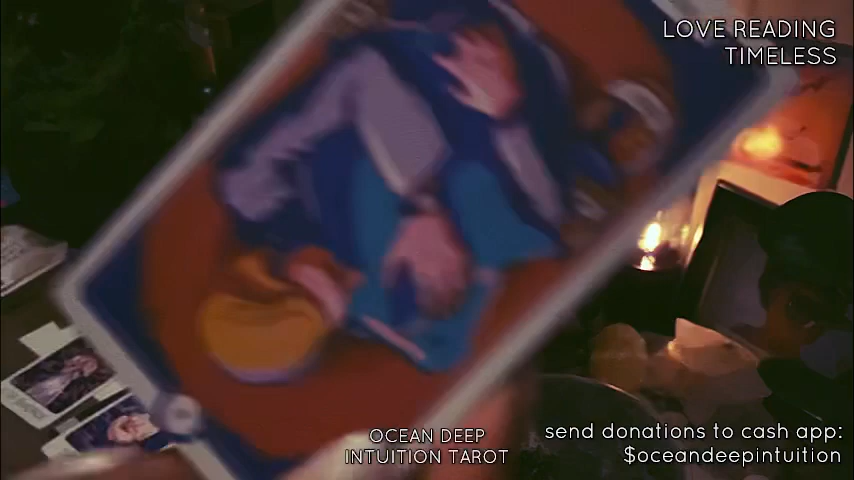 LOVE READING
TIMELESS
OCEAN DEEP
INTUITION TAROT
send donations to cash app:
$oceandeepintuition